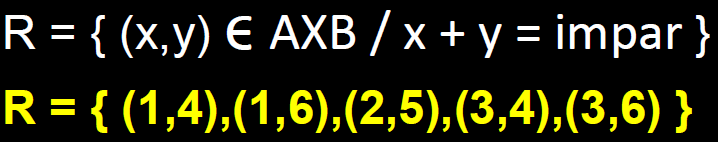 R = { (x,y) Є AXB / x + y = impar }
R = { (1,4),(1,6),(2,5),(3,4),(3,6) }